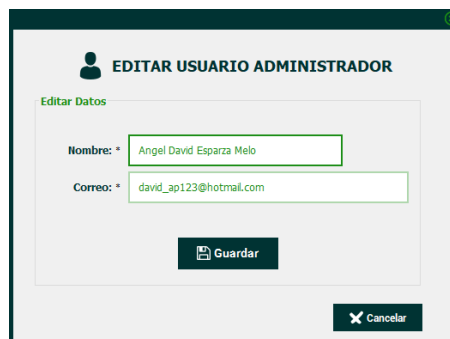 EDITAR USUARIO ADMINISTRADOR
Editar Datos
Nombre: * Angel David Esparza Melo
Correo: * david_ap123@hotmail.com
Guardar
Cancelar